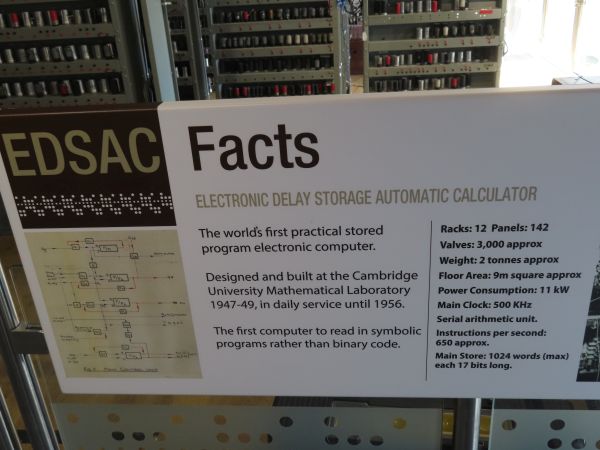 EDSAC Facts
ELECTRONIC DELAY STORAGE AUTOMATIC CALCULATOR
The world's first practical stored
program electronic computer.
Designed and built at the Cambridge
University Mathematical Laboratory
1947-49, in daily service until 1956.
The first computer to read in symbolic
programs rather than binary code.
Racks: 12 Panels: 142
Valves: 3,000 approx
Weight: 2 tonnes approx
Floor Area: 9m square approx
Power Consumption: 11 kW
Main Clock: 500 KHz
Serial arithmetic unit.
Instructions per second:
650 approx.
Main Store: 1024 words (max)
each 17 bits long.